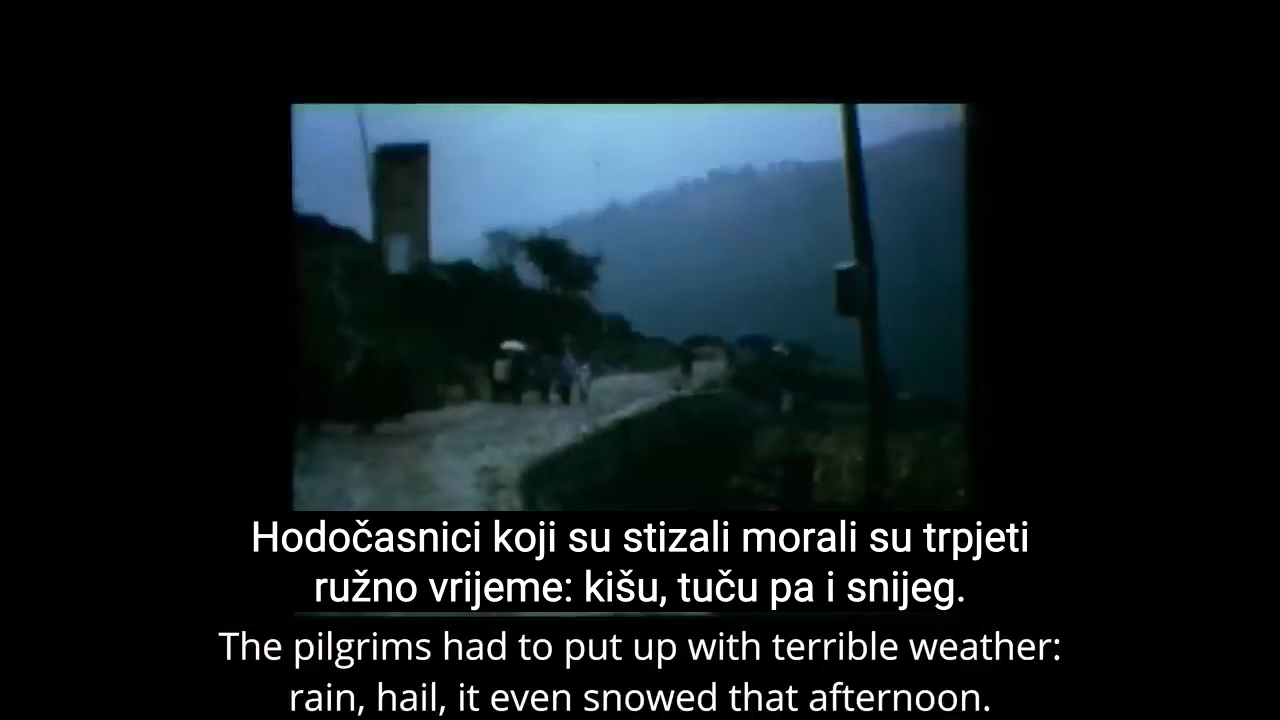 Hodočasnici koji su stizali morali su trpjeti
ružno vrijeme: kišu, tuču pa i snijeg.
The pilgrims had to put up with terrible weather:
rain, hail, it even snowed that afternoon.